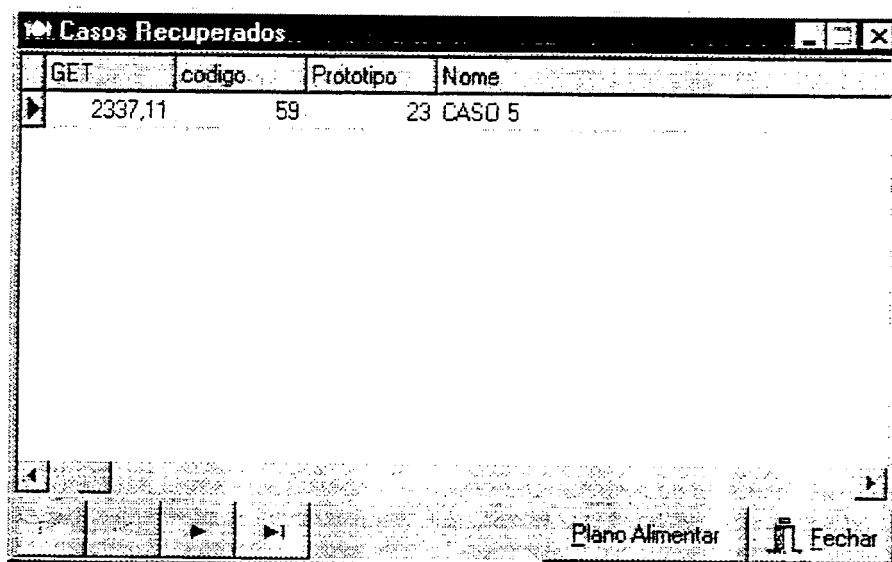 Casos Recuperados
GET codigo Prototipo Nome
2337,11 59 23 CASO 5
Plano Alimentar Fechar